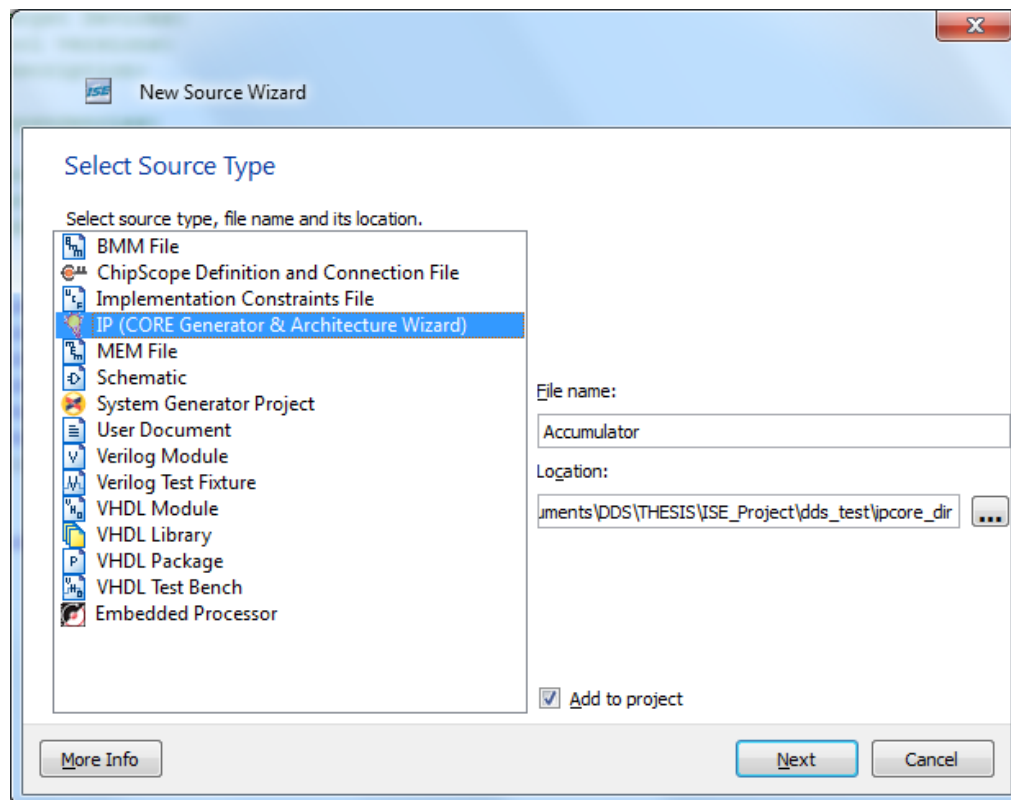 ISE
New Source Wizard
Select Source Type
Select source type, file name and its location.
BMM File
ChipScope Definition and Connection File
Implementation Constraints File
IP (CORE Generator & Architecture Wizard)
MEM File
Schematic
System Generator Project
User Document
Verilog Module
Verilog Test Fixture
VHDL Module
VHDL Library
VHDL Package
VHDL Test Bench
Embedded Processor
File name:
Accumulator
Location:
uments\DDS\THESIS\ISE_Project\dds_test\ipcore_dir
...
Add to project
More Info
Next
Cancel